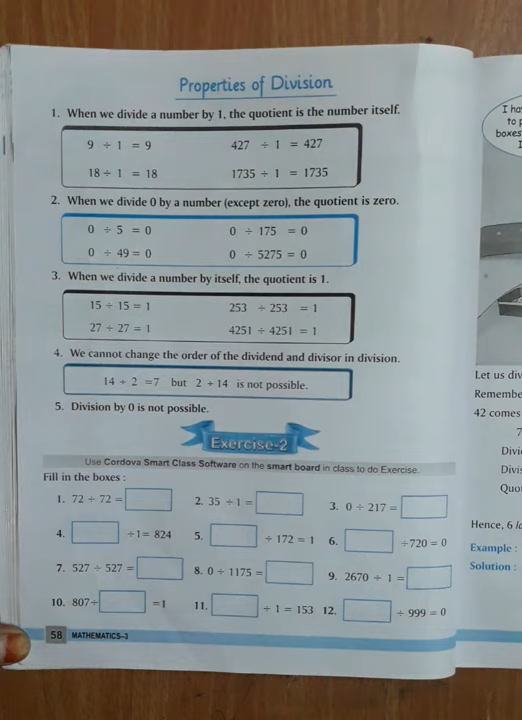 Properties of Division
1. When we divide a number by 1, the quotient is the number itself.
9 ÷ 1 = 9 427 ÷ 1 = 427
18 ÷ 1 = 18 1735 ÷ 1 = 1735
2. When we divide 0 by a number (except zero), the quotient is zero.
0 ÷ 5 = 0 0 ÷ 175 = 0
0 ÷ 49 = 0 0 ÷ 5275 = 0
3. When we divide a number by itself, the quotient is 1.
15 ÷ 15 = 1 253 ÷ 253 = 1
27 ÷ 27 = 1 4251 ÷ 4251 = 1
4. We cannot change the order of the dividend and divisor in division.
14 ÷ 2 =7 but 2 ÷ 14 is not possible.
5. Division by 0 is not possible.
Exercise-2
Use Cordova Smart Class Software on the smart board in class to do Exercise.
Fill in the boxes :
1. 72 ÷ 72 = 2. 35 ÷ 1 = 3. 0 ÷ 217 =
4. ÷ 1 = 824 5. ÷ 172 = 1 6. ÷ 720 = 0
7. 527 ÷ 527 = 8. 0 ÷ 1175 = 9. 2670 ÷ 1 =
10. 807 ÷ = 1 11. ÷ 1 = 153 12. ÷ 999 = 0
58 MATHEMATICS–3
I ha
to p
boxes
Let us div
Remembe
42 comes
7
Divi
Divis
Quo
Hence, 6 la
Example :
Solution :